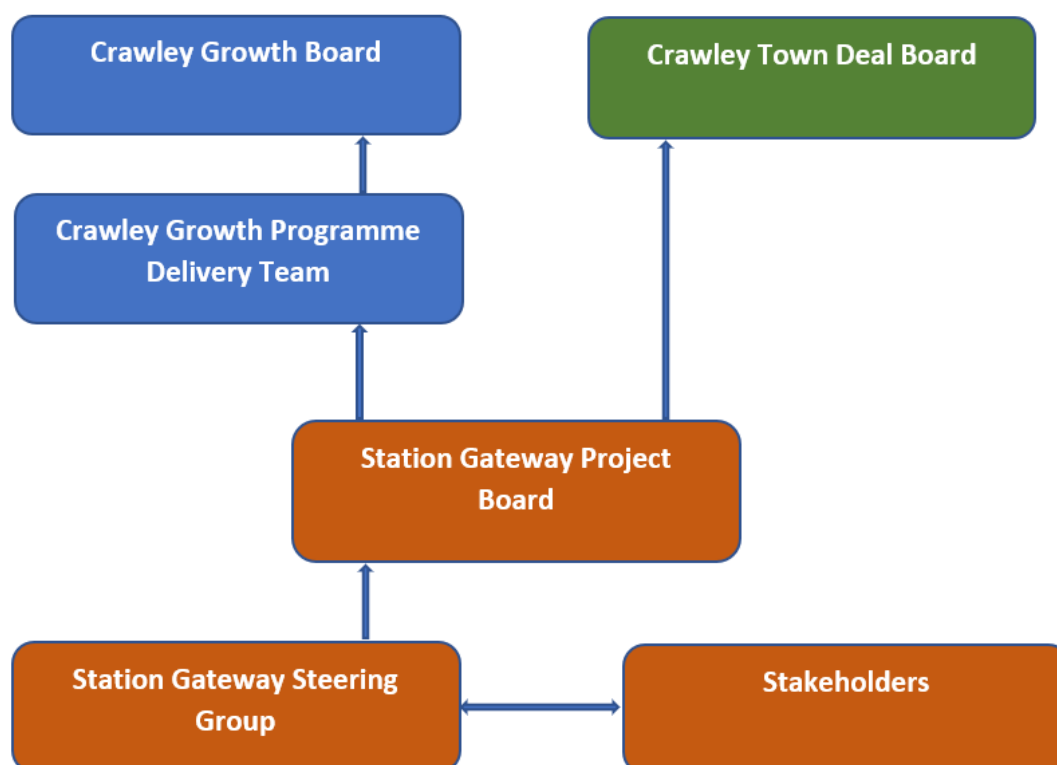 Crawley Growth Board
Crawley Town Deal Board
Crawley Growth Programme
Delivery Team
Station Gateway Project
Board
Station Gateway Steering
Group
Stakeholders